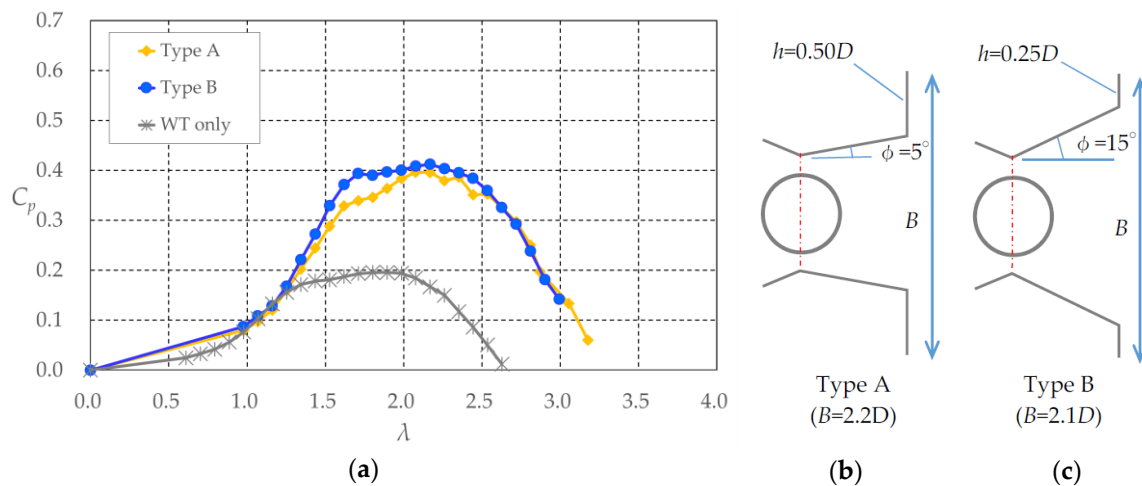 0.7
0.6
0.5
0.4
0.3
0.2
0.1
0.0
Cp
Type A
Type B
WT only
0.0 0.5 1.0 1.5 2.0 2.5 3.0 3.5 4.0
λ
(a)
h=0.50D
ϕ=5°
B
Type A
(B=2.2D)
(b)
h=0.25D
ϕ=15°
B
Type B
(B=2.1D)
(c)